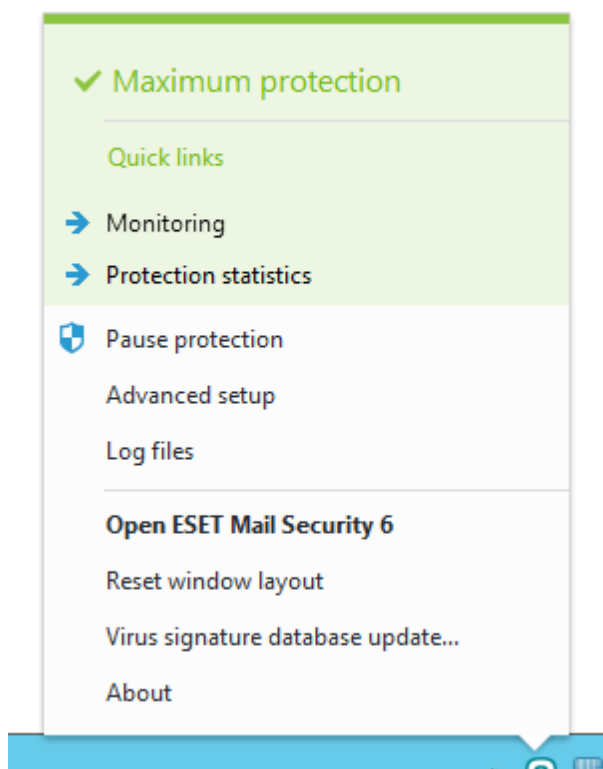 Maximum protection
Quick links
Monitoring
Protection statistics
Pause protection
Advanced setup
Log files
Open ESET Mail Security 6
Reset window layout
Virus signature database update...
About